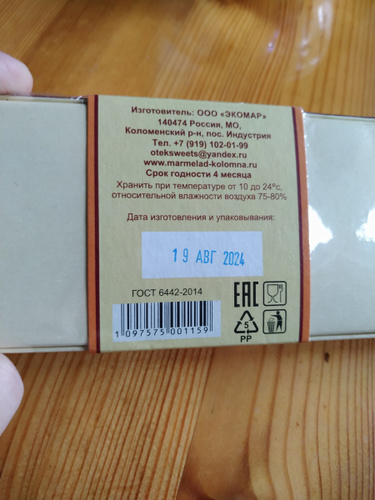 Изготовитель: ООО «ЭКОМАР»
140474 Россия, МО,
Коломенский р-н, пос. Индустрия
Тел. +7 (919) 102-01-99
oteksweets@yandex.ru
www.marmelad-kolomna.ru
Срок годности 4 месяца
Хранить при температуре от 10 до 24°с,
относительной влажности воздуха 75-80%
Дата изготовления и упаковывания:
19 АВГ 2024
ГОСТ 6442-2014
EAC
1 097575 001159
5
PP